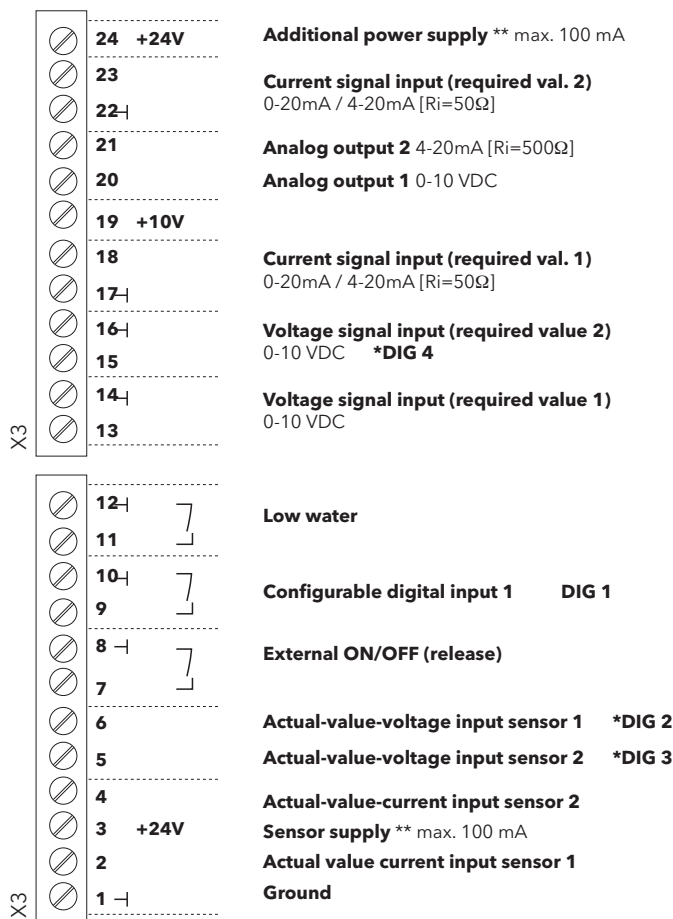 24 +24V Additional power supply ** max. 100 mA
23
Current signal input (required val. 2)
22 0-20mA / 4-20mA [Ri=50Ω]
21 Analog output 2 4-20mA [Ri=500Ω]
20 Analog output 1 0-10 VDC
19 +10V
18 Current signal input (required val. 1)
0-20mA / 4-20mA [Ri=50Ω]
17
16 Voltage signal input (required value 2)
0-10 VDC *DIG 4
15
14 Voltage signal input (required value 1)
0-10 VDC
13
X3
12
Low water
11
10
Configurable digital input 1 DIG 1
9
8 External ON/OFF (release)
7
6 Actual-value-voltage input sensor 1 *DIG 2
5 Actual-value-voltage input sensor 2 *DIG 3
4 Actual-value-current input sensor 2
3 +24V Sensor supply ** max. 100 mA
2 Actual value current input sensor 1
1 Ground
X3